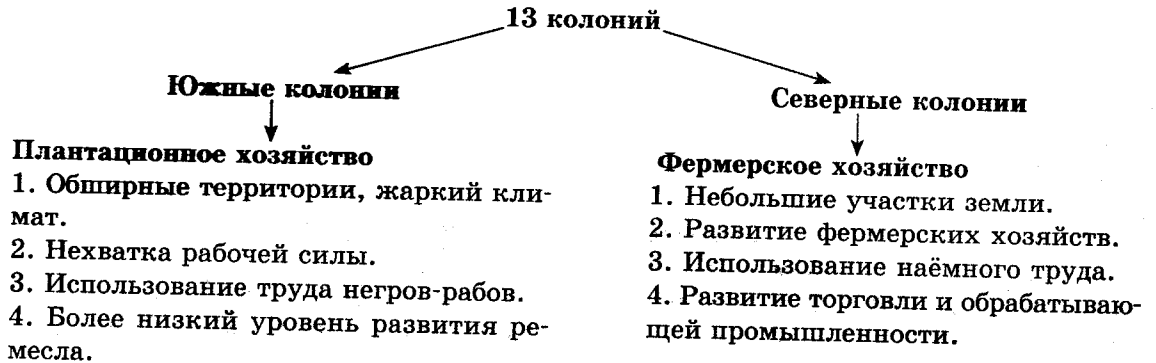 13 колоний
Южные колонии
Плантационное хозяйство
1. Обширные территории, жаркий кли-
мат.
2. Нехватка рабочей силы.
3. Использование труда негров-рабов.
4. Более низкий уровень развития ре-
месла.
Северные колонии
Фермерское хозяйство
1. Небольшие участки земли.
2. Развитие фермерских хозяйств.
3. Использование наёмного труда.
4. Развитие торговли и обрабатываю-
щей промышленности.